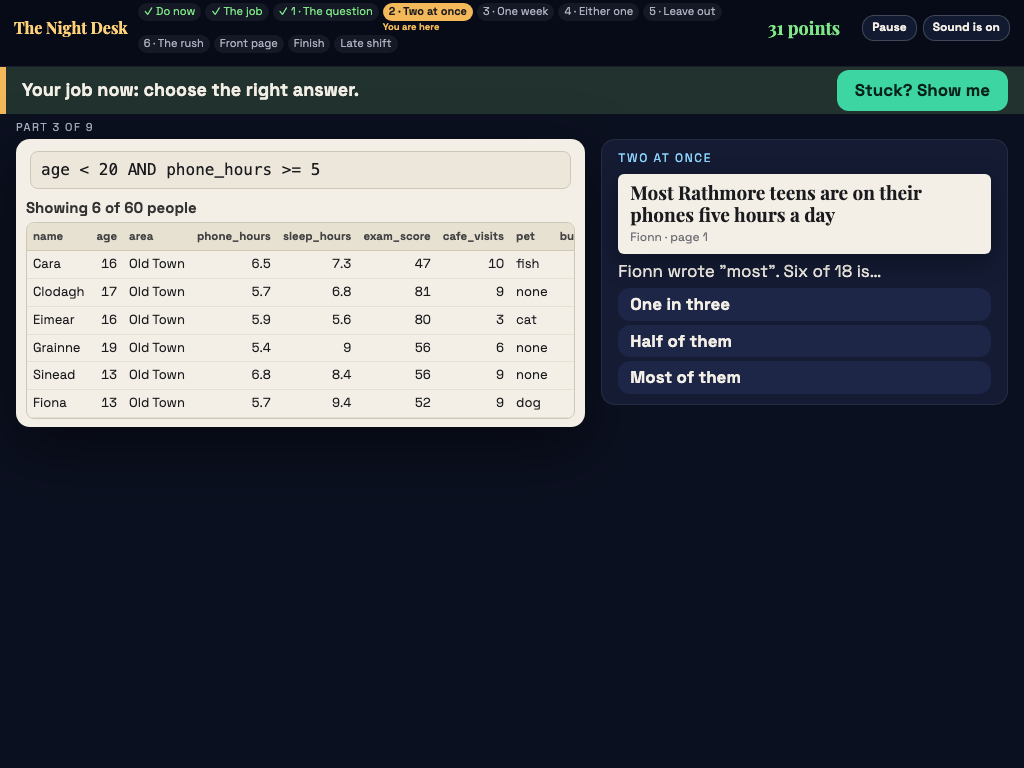 The Night Desk
✓ Do now ✓ The job ✓ 1 · The question 2 · Two at once 3 · One week 4 · Either one 5 · Leave out
You are here
6 · The rush Front page Finish Late shift
31 points
Pause Sound is on
Your job now: choose the right answer.
Stuck? Show me
PART 3 OF 9
age < 20 AND phone_hours >= 5
Showing 6 of 60 people
name age area phone_hours sleep_hours exam_score cafe_visits pet bu
Cara 16 Old Town 6.5 7.3 47 10 fish
Clodagh 17 Old Town 5.7 6.8 81 9 none
Eimear 16 Old Town 5.9 5.6 80 3 cat
Grainne 19 Old Town 5.4 9 56 6 none
Sinead 13 Old Town 6.8 8.4 56 9 none
Fiona 13 Old Town 5.7 9.4 52 9 dog
TWO AT ONCE
Most Rathmore teens are on their
phones five hours a day
Fionn · page 1
Fionn wrote ”most”. Six of 18 is…
One in three
Half of them
Most of them